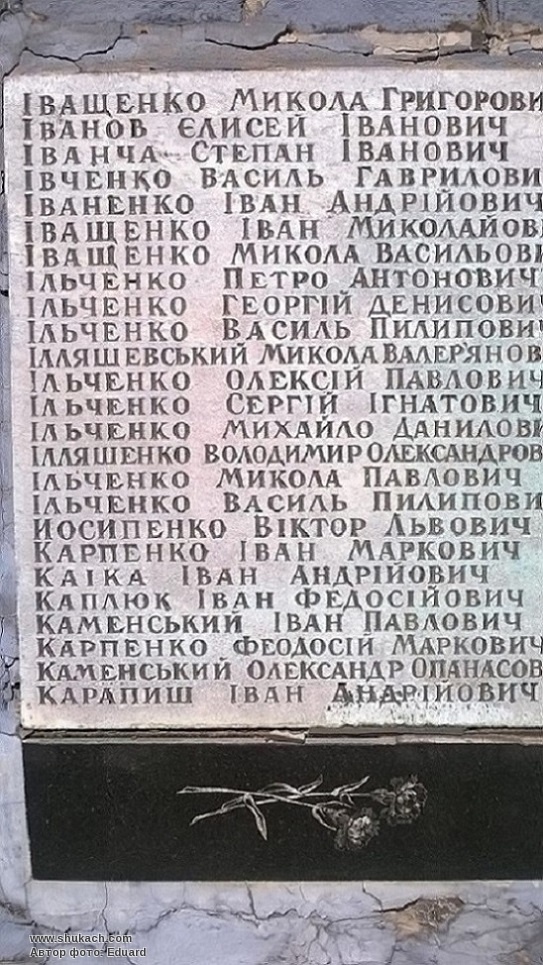 ІВАЩЕНКО МИКОЛА ГРИГОРОВИ
ІВАНОВ ЄЛИСЕЙ ІВАНОВИЧ
ІВАНЧА СТЕПАН ІВАНОВИЧ
ІВЧЕНКО ВАСИЛЬ ГАВРИЛОВИ
ІВАНЕНКО ІВАН АНДРІЙОВИЧ
ІВАЩЕНКО ІВАН МИКОЛАЙОВ
ІВАЩЕНКО МИКОЛА ВАСИЛЬОВИ
ІЛЬЧЕНКО ПЕТРО АНТОНОВИЧ
ІЛЬЧЕНКО ГЕОРГІЙ ДЕНИСОВИЧ
ІЛЬЧЕНКО ВАСИЛЬ ПИЛИПОВИЧ
ІЛЛЯШЕВСЬКИЙ МИКОЛА ВАЛЕР'ЯНОВ
ІЛЬЧЕНКО ОЛЕКСІЙ ПАВЛОВИЧ
ІЛЬЧЕНКО СЕРГІЙ ІГНАТОВИЧ
ІЛЬЧЕНКО МИХАЙЛО ДАНИЛОВИ
ІЛЛЯШЕНКО ВОЛОДИМИР ОЛЕКСАНДРОВ
ІЛЬЧЕНКО МИКОЛА ПАВЛОВИЧ
ІЛЬЧЕНКО ВАСИЛЬ ПИЛИПОВИ
ИОСИПЕНКО ВІКТОР ЛЬВОВИЧ
КАРПЕНКО ІВАН МАРКОВИЧ
КАІКА ІВАН АНДРІЙОВИЧ
КАПЛЮК ІВАН ФЕДОСІЙОВИЧ
КАМЕНСЬКИЙ ІВАН ПАВЛОВИЧ
КАРПЕНКО ФЕОДОСІЙ МАРКОВИЧ
КАМЕНСЬКИЙ ОЛЕКСАНДР ОПАНАСОВ
КАРАПИШ ІВАН АНДРІЙОВИЧ
www.shukach.com
Автор фото: Eduard